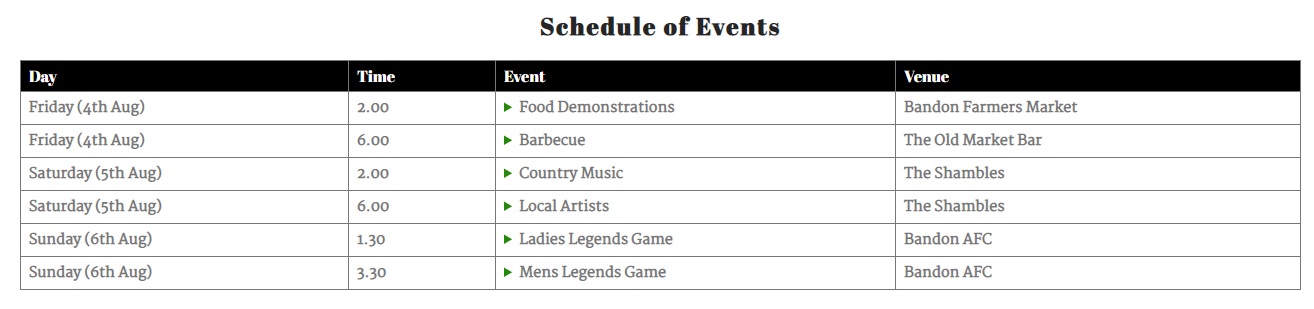 Schedule of Events
Day Time Event Venue
Friday (4th Aug) 2.00 Food Demonstrations Bandon Farmers Market
Friday (4th Aug) 6.00 Barbecue The Old Market Bar
Saturday (5th Aug) 2.00 Country Music The Shambles
Saturday (5th Aug) 6.00 Local Artists The Shambles
Sunday (6th Aug) 1.30 Ladies Legends Game Bandon AFC
Sunday (6th Aug) 3.30 Mens Legends Game Bandon AFC